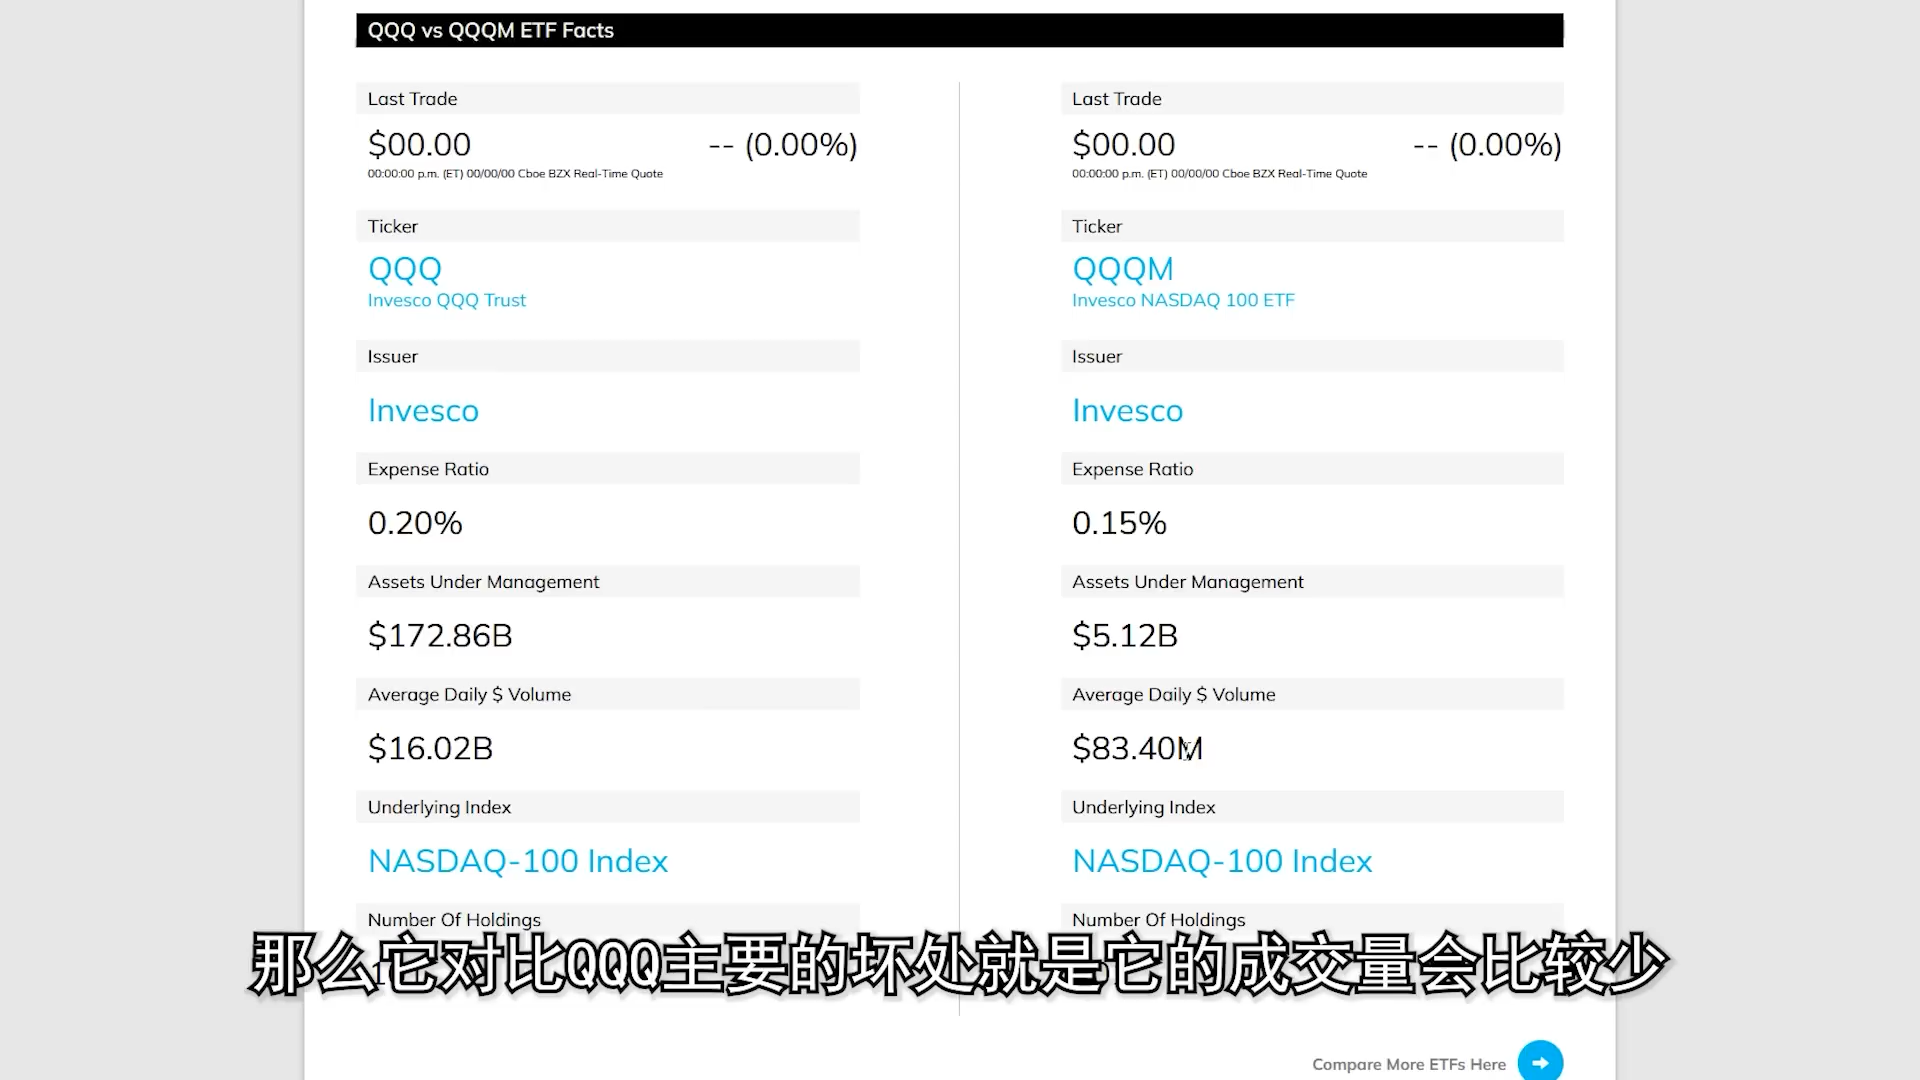 QQQ vs QQQM ETF Facts
Last Trade
$00.00 -- (0.00%)
00:00:00 p.m. (ET) 00/00/00 Cboe BZX Real-Time Quote
Ticker
QQQ
Invesco QQQ Trust
Issuer
Invesco
Expense Ratio
0.20%
Assets Under Management
$172.86B
Average Daily $ Volume
$16.02B
Underlying Index
NASDAQ-100 Index
Number Of Holdings
Last Trade
$00.00 -- (0.00%)
00:00:00 p.m. (ET) 00/00/00 Cboe BZX Real-Time Quote
Ticker
QQQM
Invesco NASDAQ 100 ETF
Issuer
Invesco
Expense Ratio
0.15%
Assets Under Management
$5.12B
Average Daily $ Volume
$83.40M
Underlying Index
NASDAQ-100 Index
Number Of Holdings
那么它对比QQQ主要的坏处就是它的成交量会比较少
Compare More ETFs Here